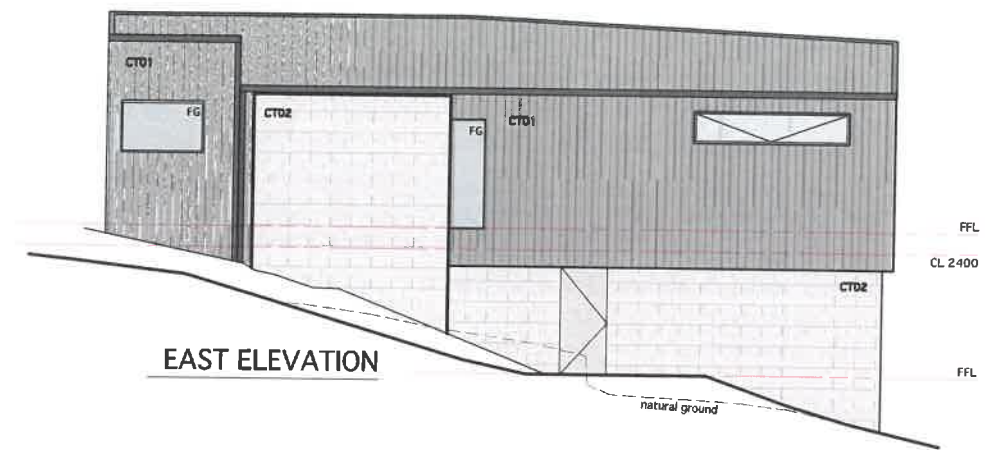 CT01
FG
CT02
FG
CT01
FFL
CL 2400
CT02
EAST ELEVATION
FFL
natural ground